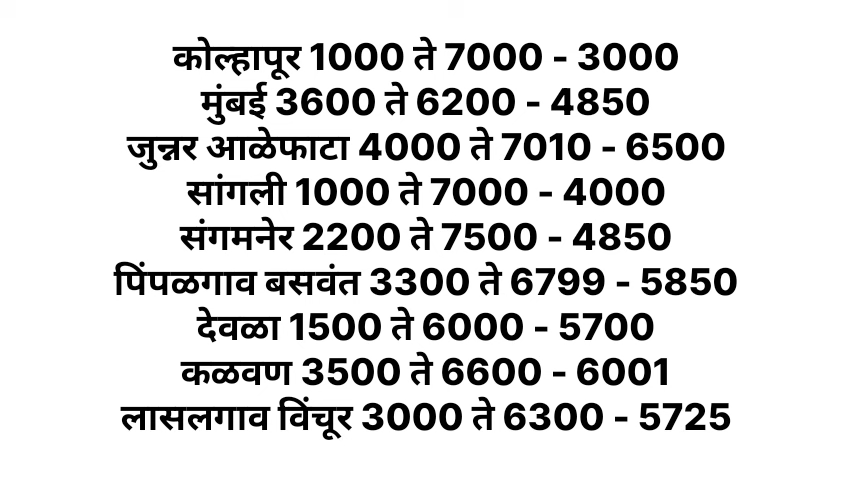 कोल्हापूर 1000 ते 7000 - 3000
मुंबई 3600 ते 6200 - 4850
जुन्नर आळेफाटा 4000 ते 7010 - 6500
सांगली 1000 ते 7000 - 4000
संगमनेर 2200 ते 7500 - 4850
पिंपळगाव बसवंत 3300 ते 6799 - 5850
देवळा 1500 ते 6000 - 5700
कळवण 3500 ते 6600 - 6001
लासलगाव विंचूर 3000 ते 6300 - 5725